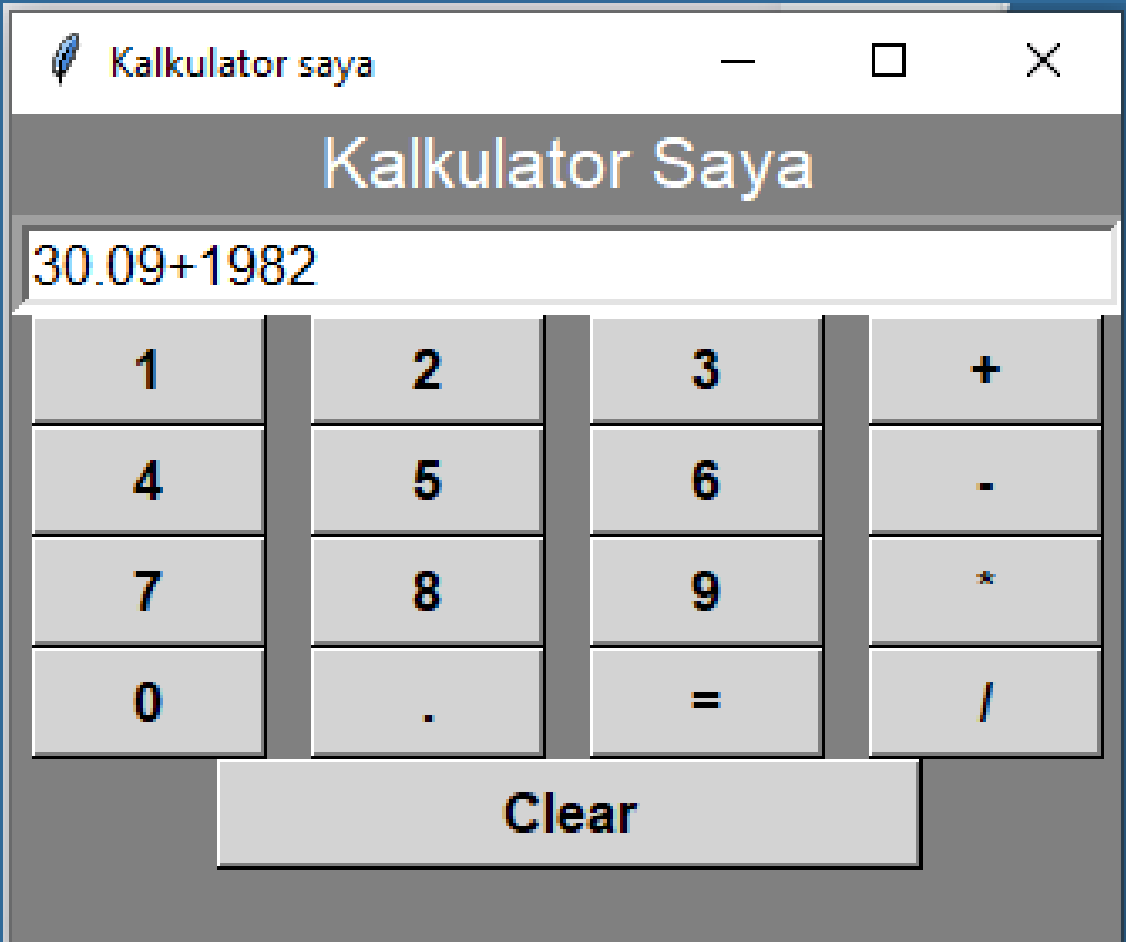 Kalkulator saya
Kalkulator Saya
30.09+1982
1 2 3 +
4 5 6 -
7 8 9 *
0 . = /
Clear